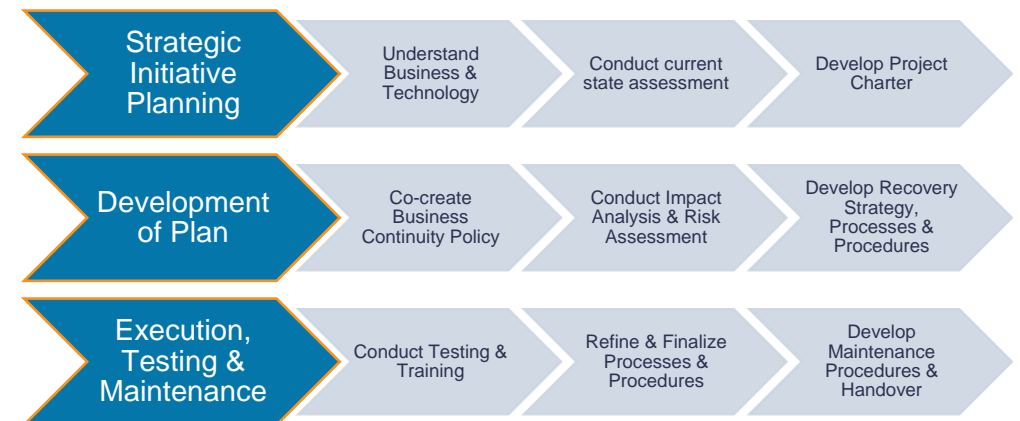 Strategic
Initiative
Planning
Understand
Business &
Technology
Conduct current
state assessment
Develop Project
Charter
Development
of Plan
Co-create
Business
Continuity Policy
Conduct Impact
Analysis & Risk
Assessment
Develop Recovery
Strategy,
Processes &
Procedures
Execution,
Testing &
Maintenance
Conduct Testing &
Training
Refine & Finalize
Processes &
Procedures
Develop
Maintenance
Procedures &
Handover